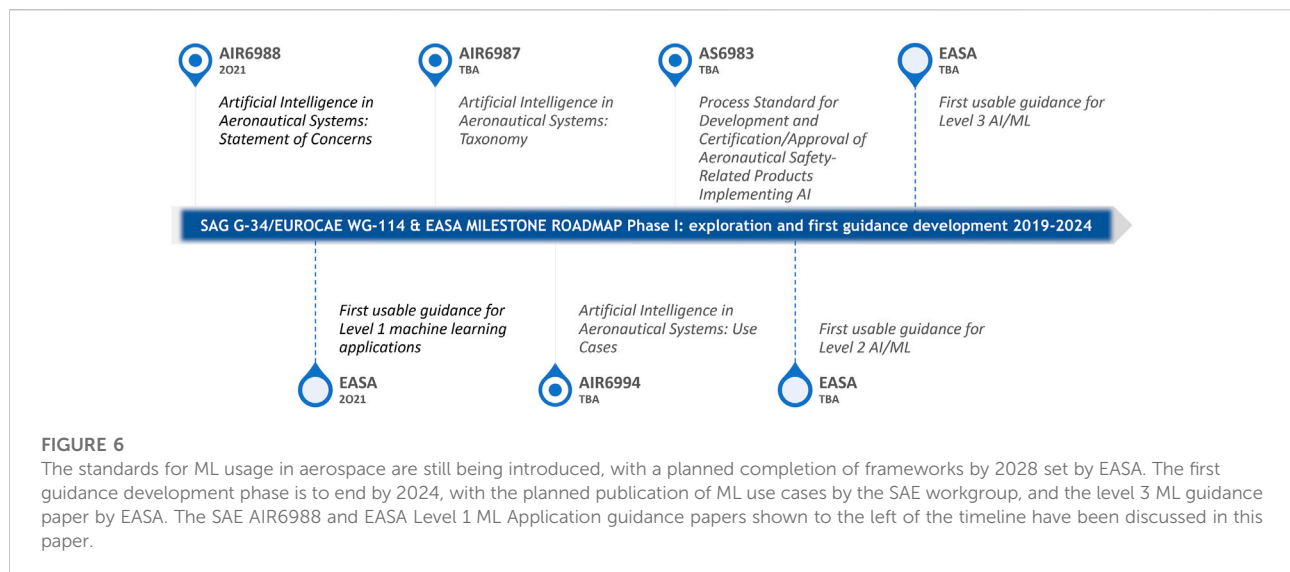 AIR6988
2O21
Artificial Intelligence in
Aeronautical Systems:
Statement of Concerns
AIR6987
TBA
Artificial Intelligence in
Aeronautical Systems:
Taxonomy
AS6983
TBA
Process Standard for
Development and
Certification/Approval of
Aeronautical Safety-
Related Products
Implementing AI
EASA
TBA
First usable guidance for
Level 3 AI/ML
SAG G-34/EUROCAE WG-114 & EASA MILESTONE ROADMAP Phase I: exploration and first guidance development 2019-2024
First usable guidance for
Level 1 machine learning
applications
EASA
2O21
Artificial Intelligence in
Aeronautical Systems: Use
Cases
AIR6994
TBA
First usable guidance for
Level 2 AI/ML
EASA
TBA
FIGURE 6
The standards for ML usage in aerospace are still being introduced, with a planned completion of frameworks by 2028 set by EASA. The first
guidance development phase is to end by 2024, with the planned publication of ML use cases by the SAE workgroup, and the level 3 ML guidance
paper by EASA. The SAE AIR6988 and EASA Level 1 ML Application guidance papers shown to the left of the timeline have been discussed in this
paper.